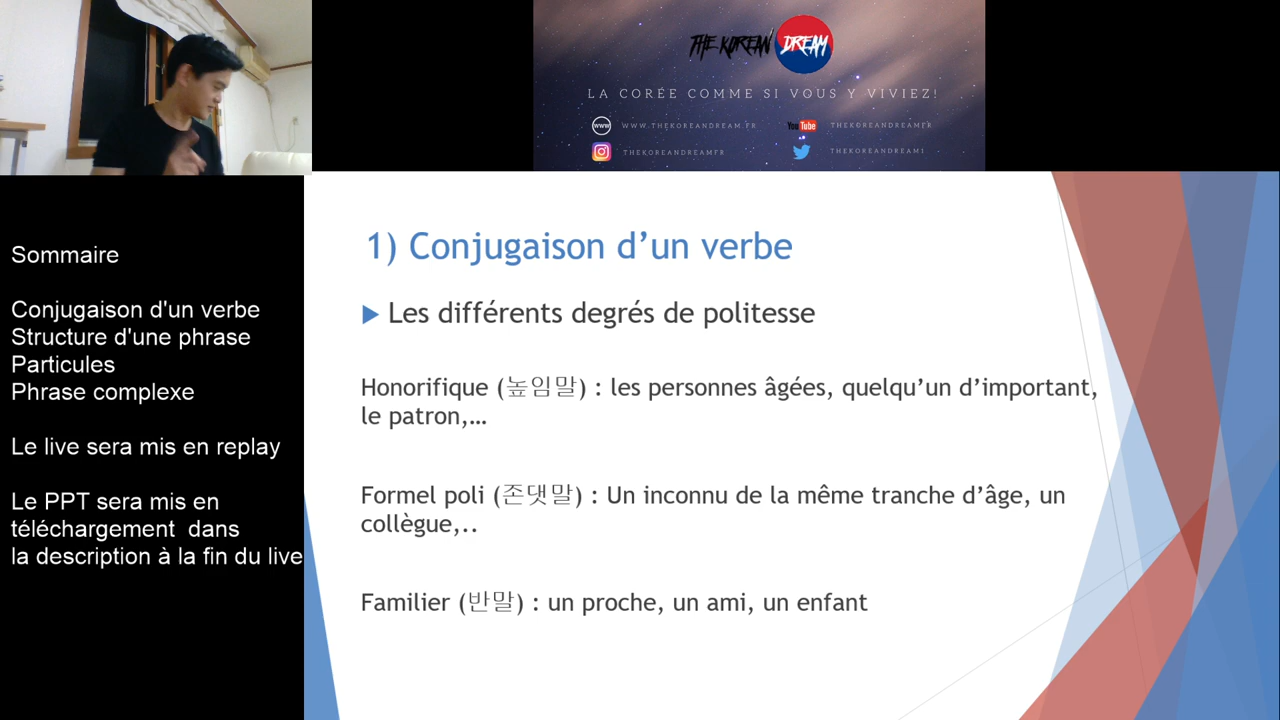 THE KOREAN DREAM
LA CORÉE COMME SI VOUS Y VIVIEZ!
WWW WWW.THEKOREANDREAM.FR
You Tube THEKOREANDREAMFR
THEKOREANDREAMFR
THEKOREANDREAM1
Sommaire
Conjugaison d'un verbe
Structure d'une phrase
Particules
Phrase complexe
Le live sera mis en replay
Le PPT sera mis en
téléchargement dans
la description à la fin du live
1) Conjugaison d’un verbe
Les différents degrés de politesse
Honorifique (높임말) : les personnes âgées, quelqu’un d’important,
le patron,…
Formel poli (존댓말) : Un inconnu de la même tranche d’âge, un
collègue,..
Familier (반말) : un proche, un ami, un enfant